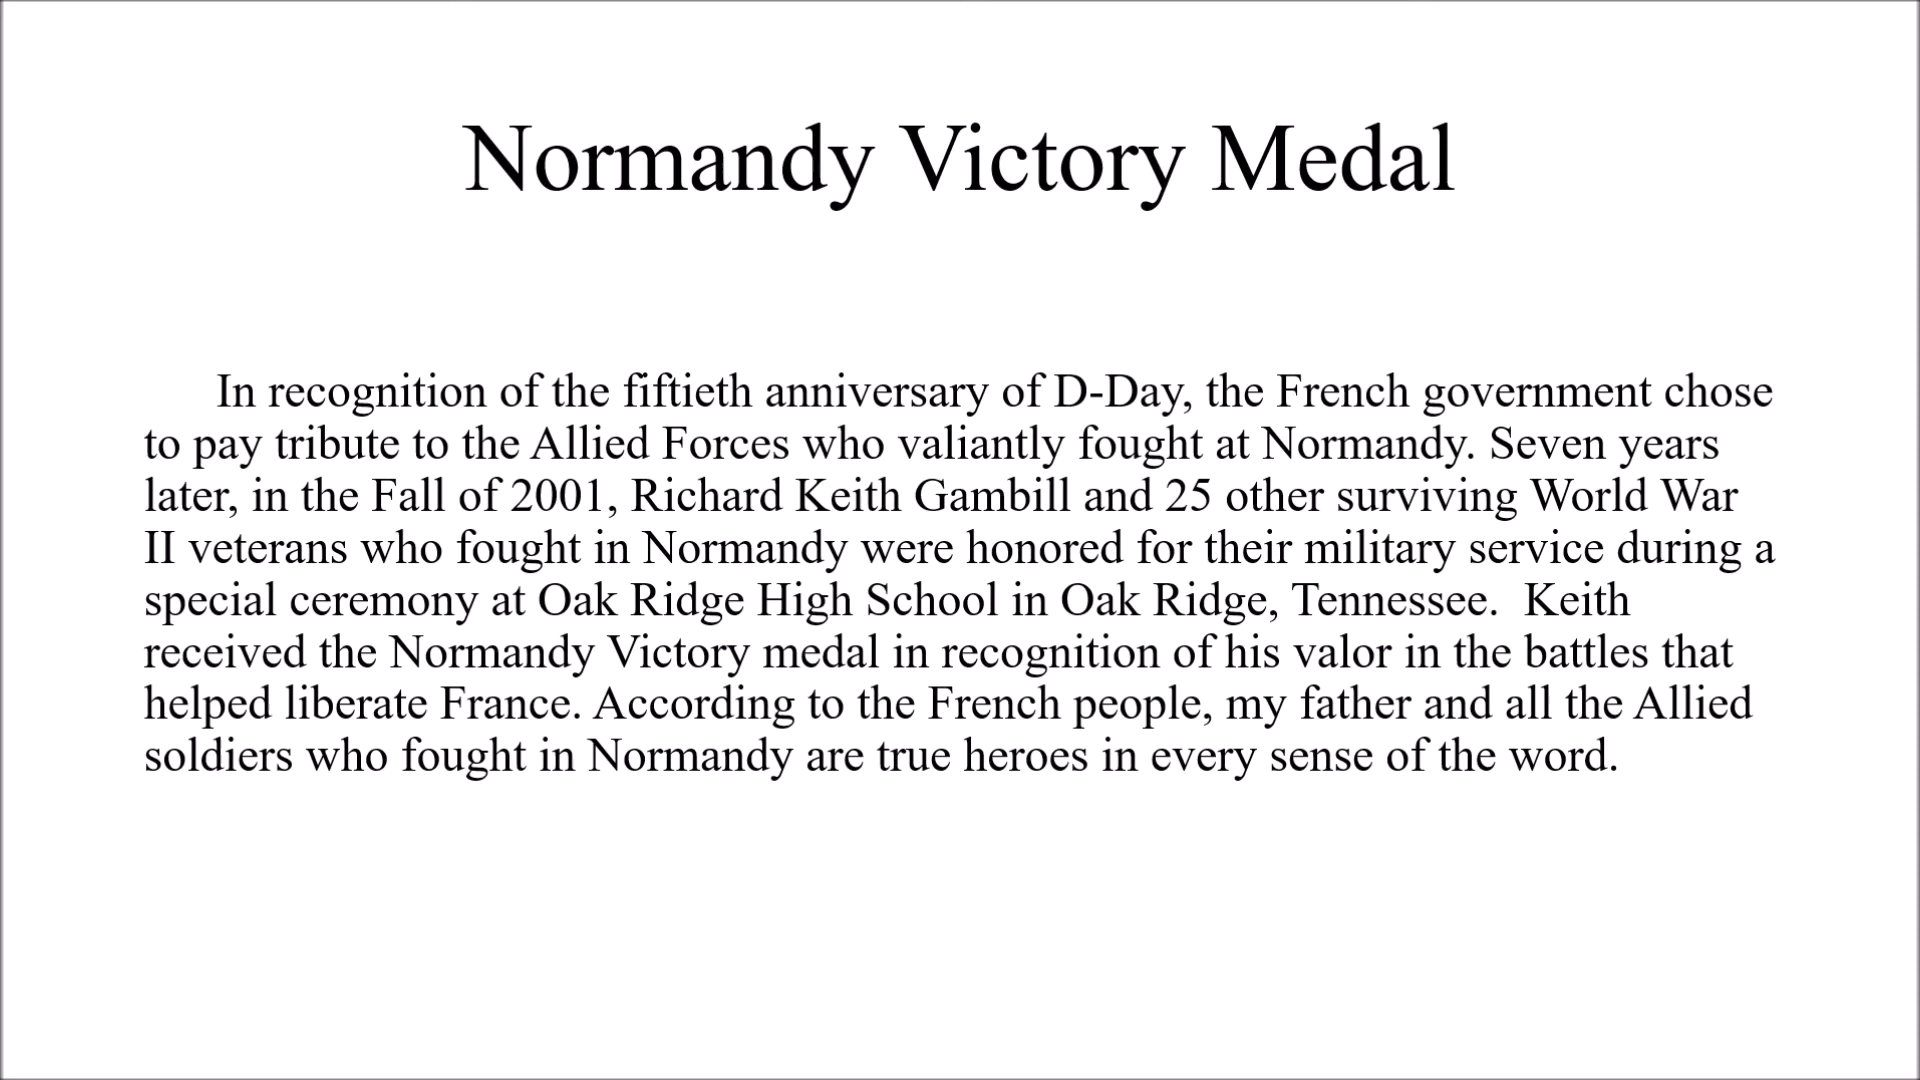 Normandy Victory Medal
In recognition of the fiftieth anniversary of D-Day, the French government chose
to pay tribute to the Allied Forces who valiantly fought at Normandy. Seven years
later, in the Fall of 2001, Richard Keith Gambill and 25 other surviving World War
II veterans who fought in Normandy were honored for their military service during a
special ceremony at Oak Ridge High School in Oak Ridge, Tennessee.  Keith
received the Normandy Victory medal in recognition of his valor in the battles that
helped liberate France. According to the French people, my father and all the Allied
soldiers who fought in Normandy are true heroes in every sense of the word.